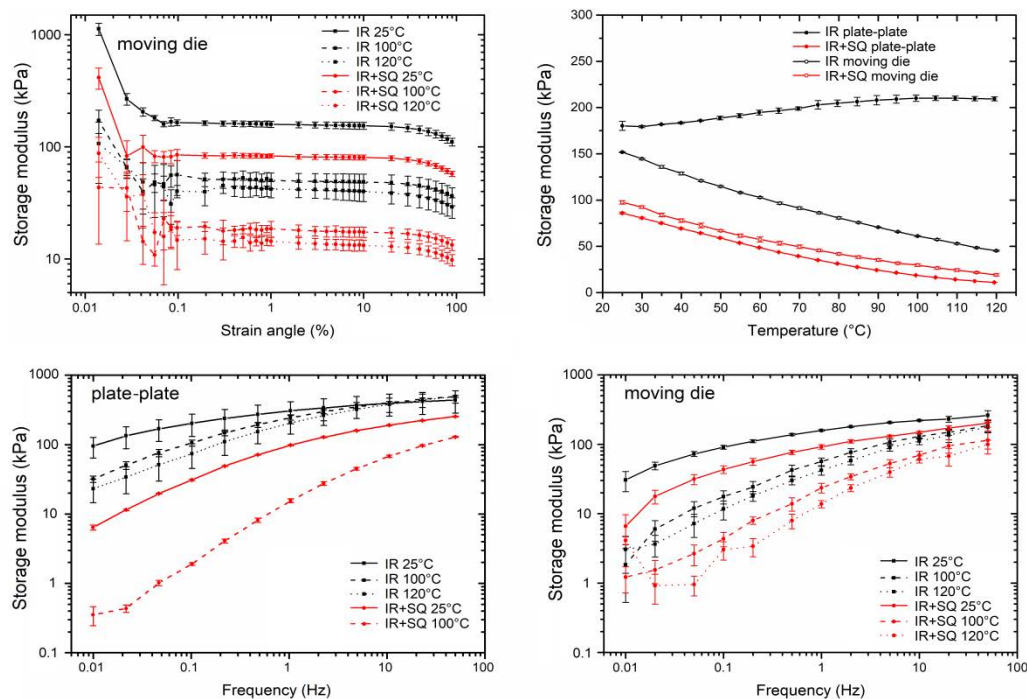 moving die
IR 25°C
IR 100°C
IR 120°C
IR+SQ 25°C
IR+SQ 100°C
IR+SQ 120°C
1000
100
10
Storage modulus (kPa)
0.01 0.1 1 10 100
Strain angle (%)
IR plate-plate
IR+SQ plate-plate
IR moving die
IR+SQ moving die
300
250
200
150
100
50
0
Storage modulus (kPa)
20 30 40 50 60 70 80 90 100 110 120
Temperature (°C)
plate-plate
1000
100
10
1
Storage modulus (kPa)
IR 25°C
IR 100°C
IR 120°C
IR+SQ 25°C
IR+SQ 100°C
0.01 0.1 1 10 100
Frequency (Hz)
moving die
1000
100
10
1
0.1
Storage modulus (kPa)
IR 25°C
IR 100°C
IR 120°C
IR+SQ 25°C
IR+SQ 100°C
IR+SQ 120°C
0.01 0.1 1 10 100
Frequency (Hz)